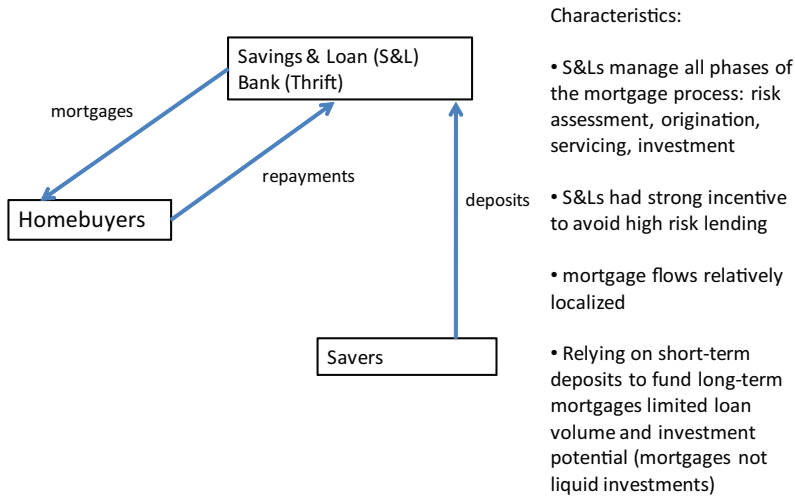 Savings & Loan (S&L)
Bank (Thrift)
mortgages
repayments
Homebuyers
deposits
Savers
Characteristics:
• S&Ls manage all phases of
the mortgage process: risk
assessment, origination,
servicing, investment
• S&Ls had strong incentive
to avoid high risk lending
• mortgage flows relatively
localized
• Relying on short-term
deposits to fund long-term
mortgages limited loan
volume and investment
potential (mortgages not
liquid investments)